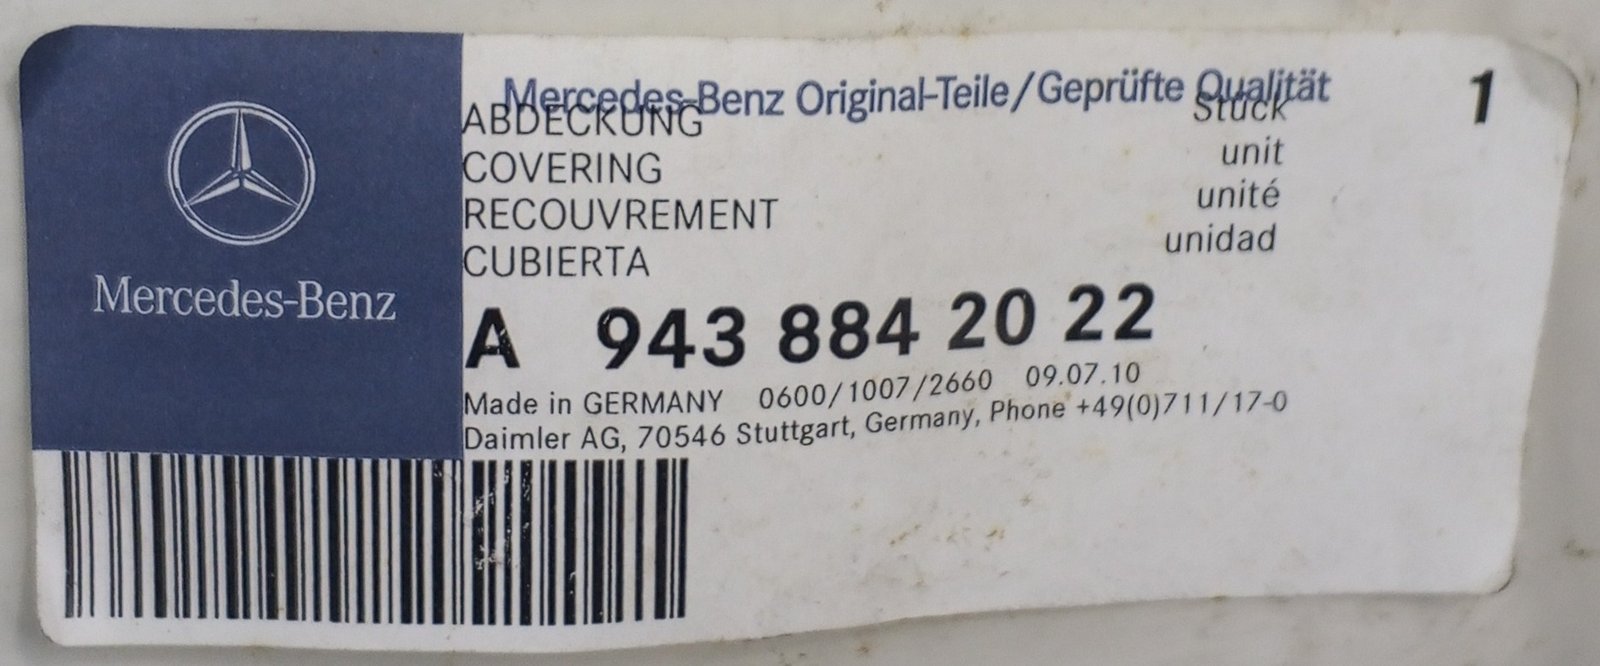 Mercedes-Benz
Mercedes-Benz Original-Teile/Geprüfte Qualität
ABDECKUNG
COVERING
RECOUVREMENT
CUBIERTA
Stück 1
unit
unité
unidad
A 943 884 20 22
Made in GERMANY 0600/1007/2660 09.07.10
Daimler AG, 70546 Stuttgart, Germany, Phone +49(0)711/17-0